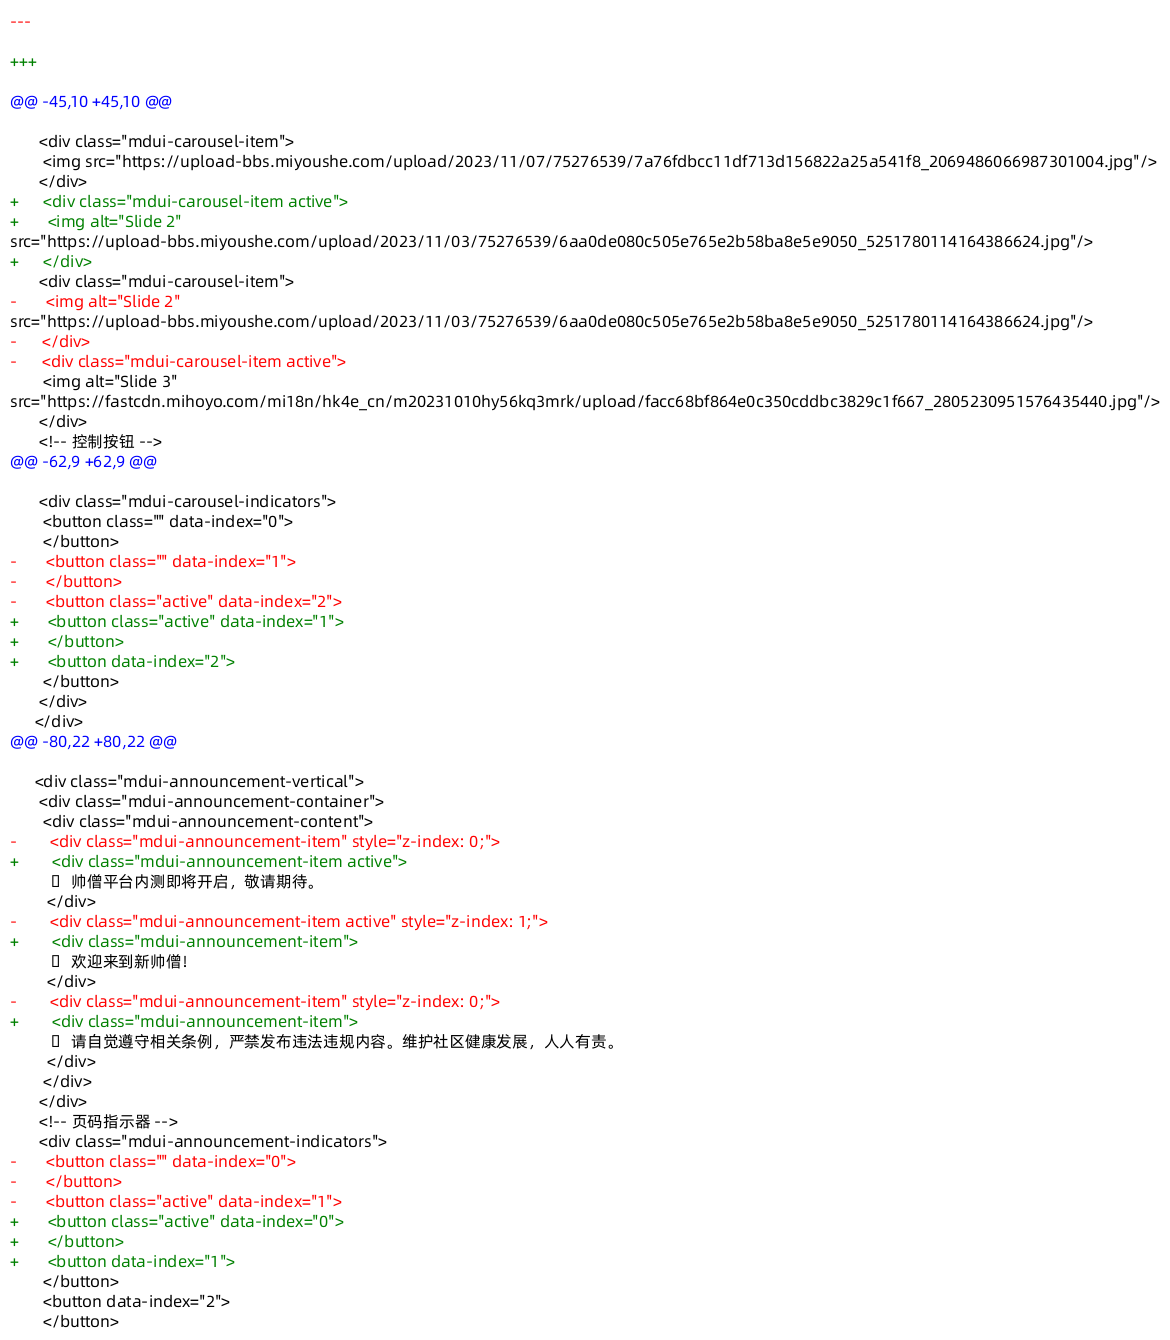 ---
+++
@@ -45,10 +45,10 @@
<div class="mdui-carousel-item">
<img src="https://upload-bbs.miyoushe.com/upload/2023/11/07/75276539/7a76fdbcc11df713d156822a25a541f8_2069486066987301004.jpg"/>
</div>
+ <div class="mdui-carousel-item active">
+ <img alt="Slide 2"
src="https://upload-bbs.miyoushe.com/upload/2023/11/03/75276539/6aa0de080c505e765e2b58ba8e5e9050_5251780114164386624.jpg"/>
+ </div>
<div class="mdui-carousel-item">
- <img alt="Slide 2"
src="https://upload-bbs.miyoushe.com/upload/2023/11/03/75276539/6aa0de080c505e765e2b58ba8e5e9050_5251780114164386624.jpg"/>
- </div>
- <div class="mdui-carousel-item active">
<img alt="Slide 3"
src="https://fastcdn.mihoyo.com/mi18n/hk4e_cn/m20231010hy56kq3mrk/upload/facc68bf864e0c350cddbc3829c1f667_2805230951576435440.jpg"/>
</div>
<!-- 控制按钮 -->
@@ -62,9 +62,9 @@
<div class="mdui-carousel-indicators">
<button class="" data-index="0">
</button>
- <button class="" data-index="1">
- </button>
- <button class="active" data-index="2">
+ <button class="active" data-index="1">
+ </button>
+ <button data-index="2">
</button>
</div>
</div>
@@ -80,22 +80,22 @@
<div class="mdui-announcement-vertical">
<div class="mdui-announcement-container">
<div class="mdui-announcement-content">
- <div class="mdui-announcement-item" style="z-index: 0;">
+ <div class="mdui-announcement-item active">
帅僧平台内测即将开启，敬请期待。
</div>
- <div class="mdui-announcement-item active" style="z-index: 1;">
+ <div class="mdui-announcement-item">
欢迎来到新帅僧！
</div>
- <div class="mdui-announcement-item" style="z-index: 0;">
+ <div class="mdui-announcement-item">
请自觉遵守相关条例，严禁发布违法违规内容。维护社区健康发展，人人有责。
</div>
</div>
</div>
<!-- 页码指示器 -->
<div class="mdui-announcement-indicators">
- <button class="" data-index="0">
- </button>
- <button class="active" data-index="1">
+ <button class="active" data-index="0">
+ </button>
+ <button data-index="1">
</button>
<button data-index="2">
</button>